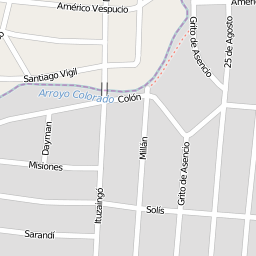 Américo Vespucio
Améri
Grito de Asencio
25 de Agosto
Santiago Vigil
Arroyo Colorado
Colón
Dayman
Millán
Misiones
Grito de Asencio
Ituzaingó
Solís
Sarandí